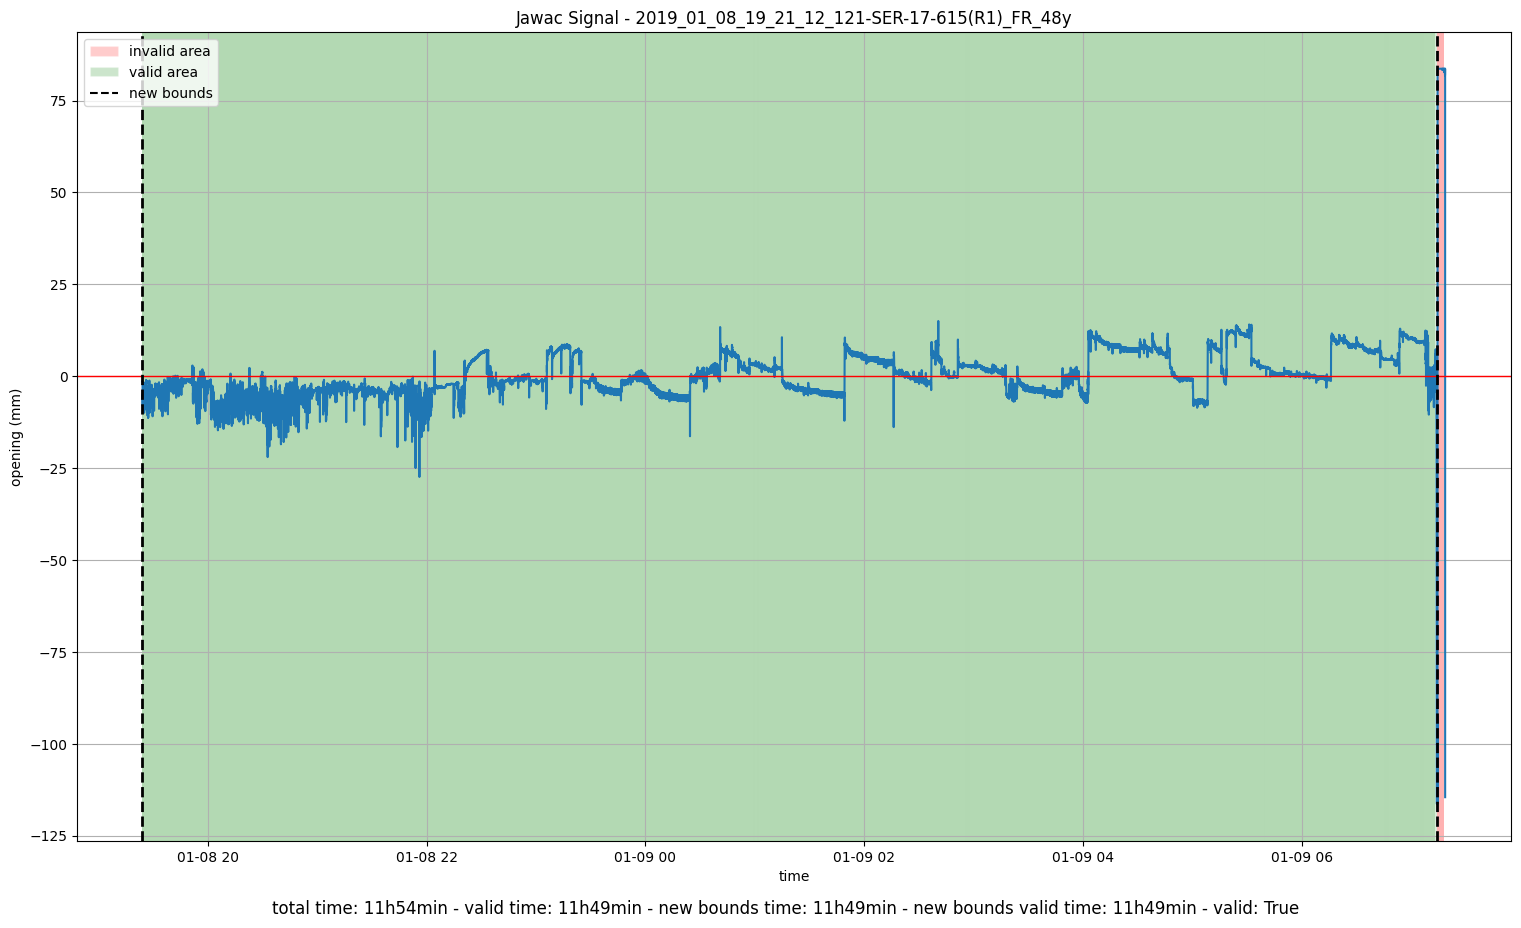 Jawac Signal - 2019_01_08_19_21_12_121-SER-17-615(R1)_FR_48y
invalid area
valid area
new bounds
75
50
25
0
−25
−50
−75
−100
−125
opening (mm)
01-08 20
01-08 22
01-09 00
01-09 02
01-09 04
01-09 06
time
total time: 11h54min - valid time: 11h49min - new bounds time: 11h49min - new bounds valid time: 11h49min - valid: True